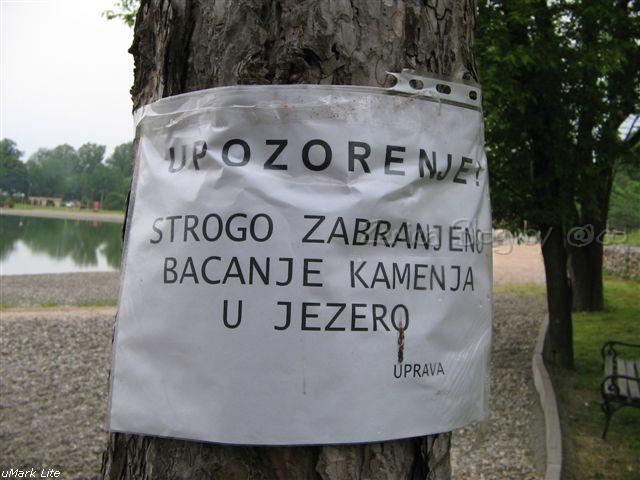 UPOZORENJE!
STROGO ZABRANJENO
BACANJE KAMENJA
U JEZERO
UPRAVA
uMark Lite